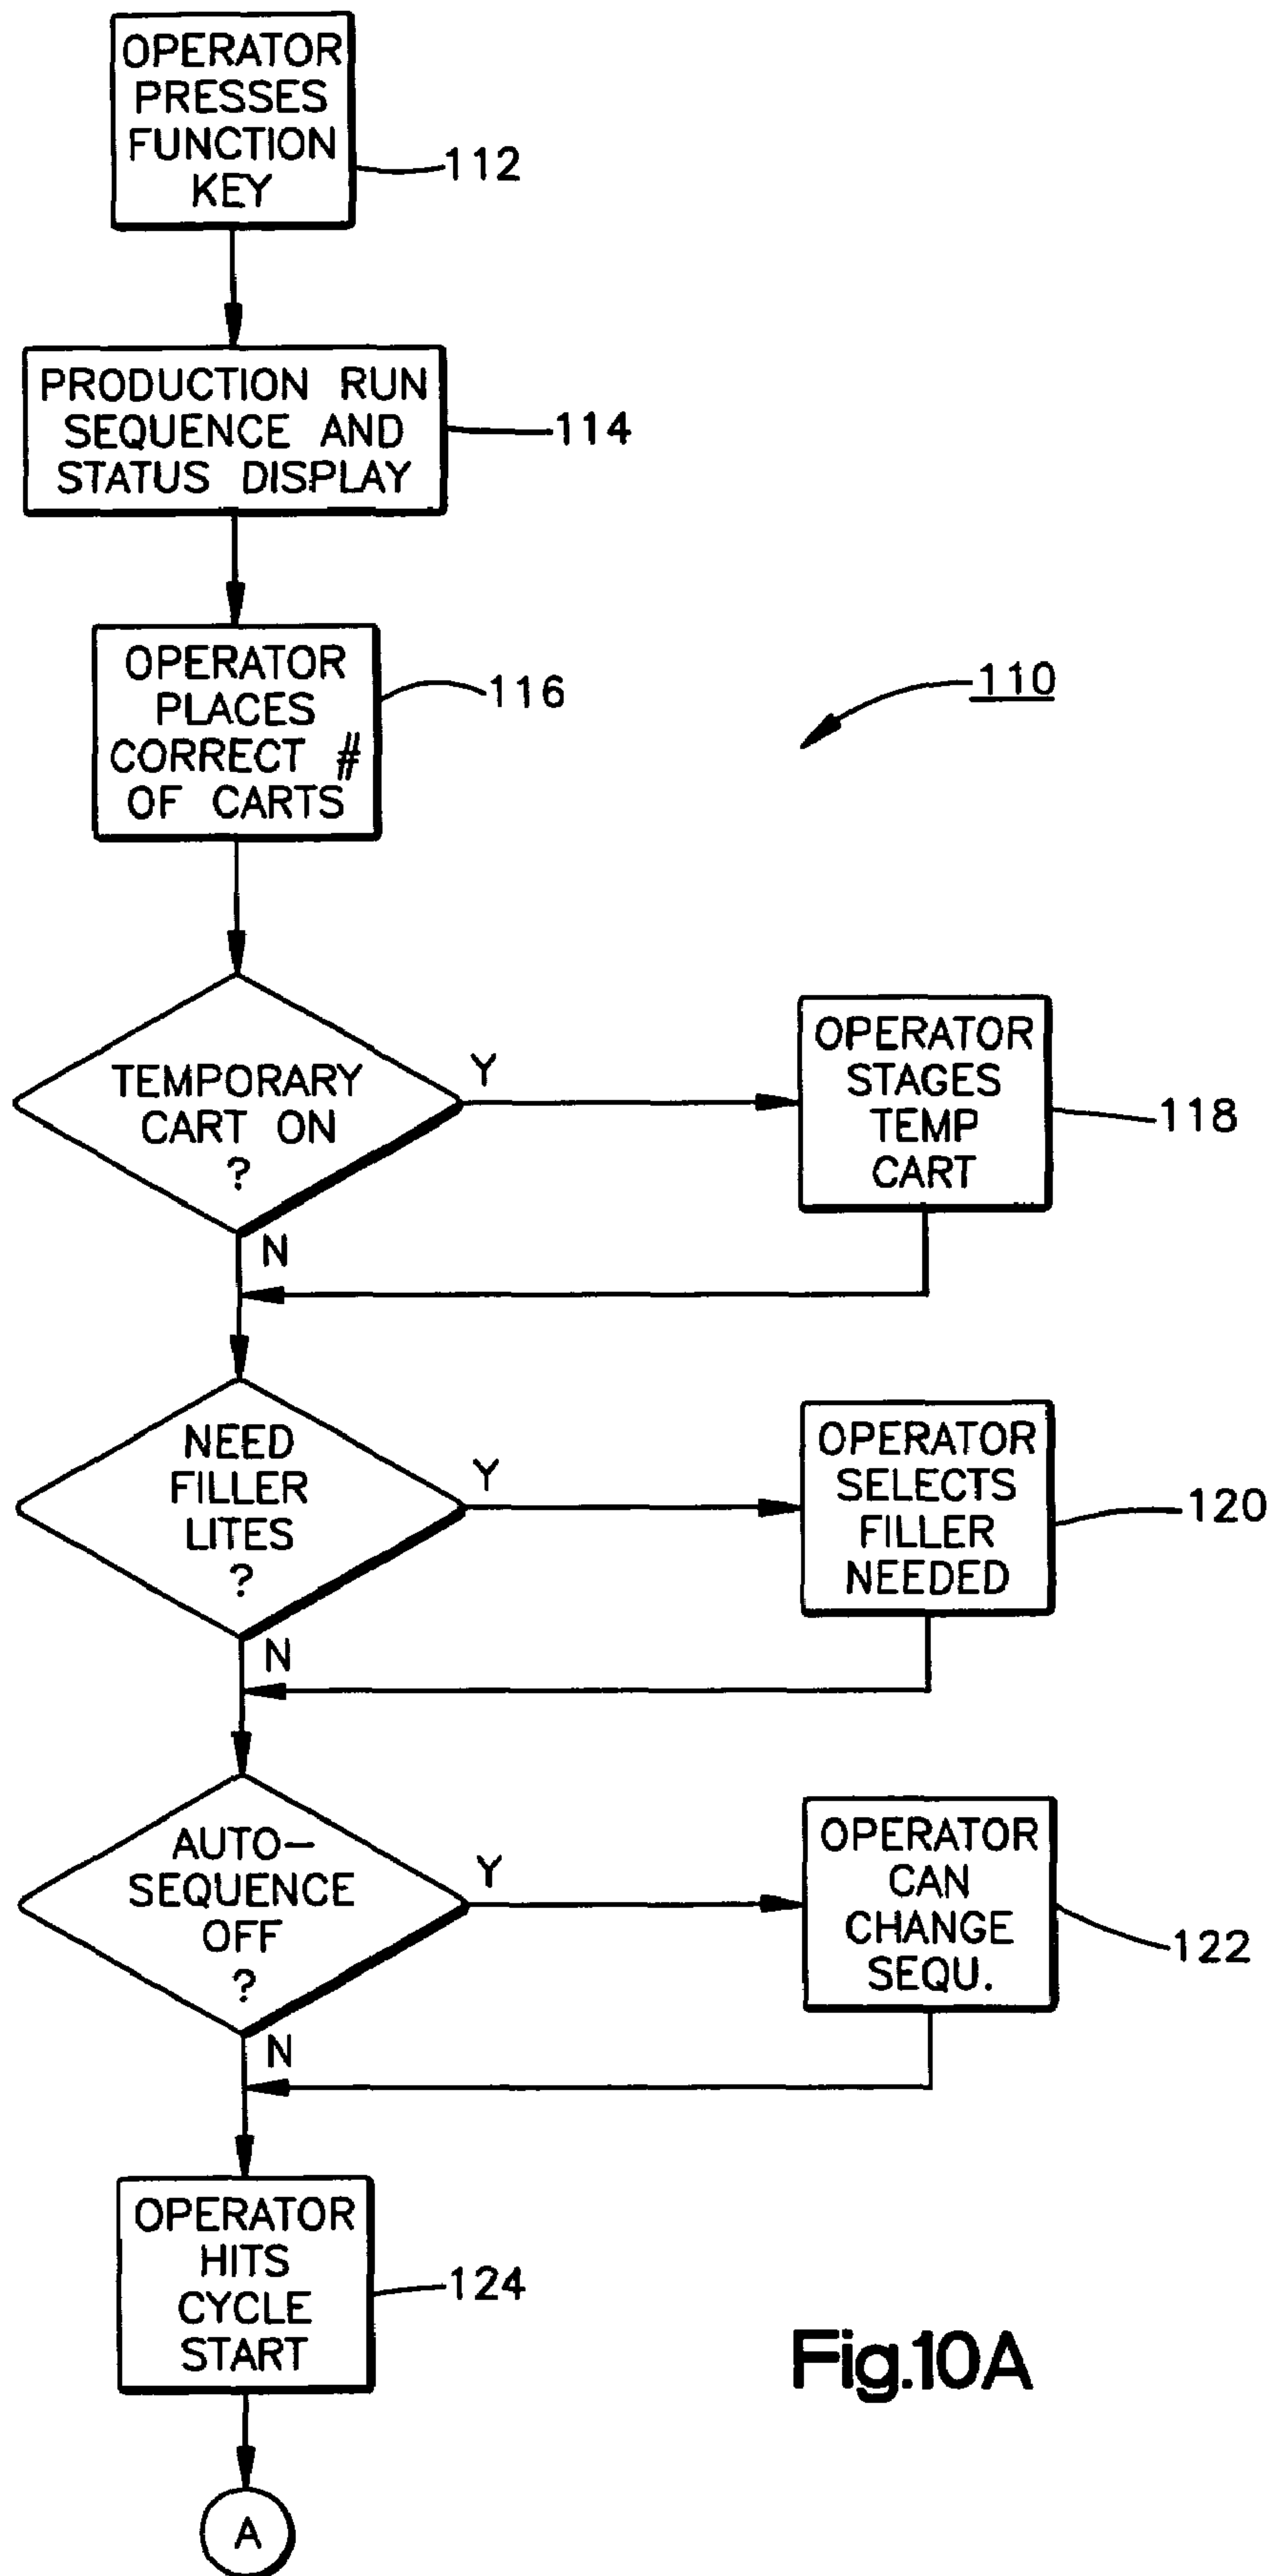 OPERATOR
PRESSES
FUNCTION
KEY
112
PRODUCTION RUN
SEQUENCE AND
STATUS DISPLAY
114
OPERATOR
PLACES
CORRECT #
OF CARTS
116
110
TEMPORARY
CART ON
?
Y
N
OPERATOR
STAGES
TEMP
CART
118
NEED
FILLER
LITES
?
Y
N
OPERATOR
SELECTS
FILLER
NEEDED
120
AUTO-
SEQUENCE
OFF
?
Y
N
OPERATOR
CAN
CHANGE
SEQU.
122
OPERATOR
HITS
CYCLE
START
124
A
Fig.10A